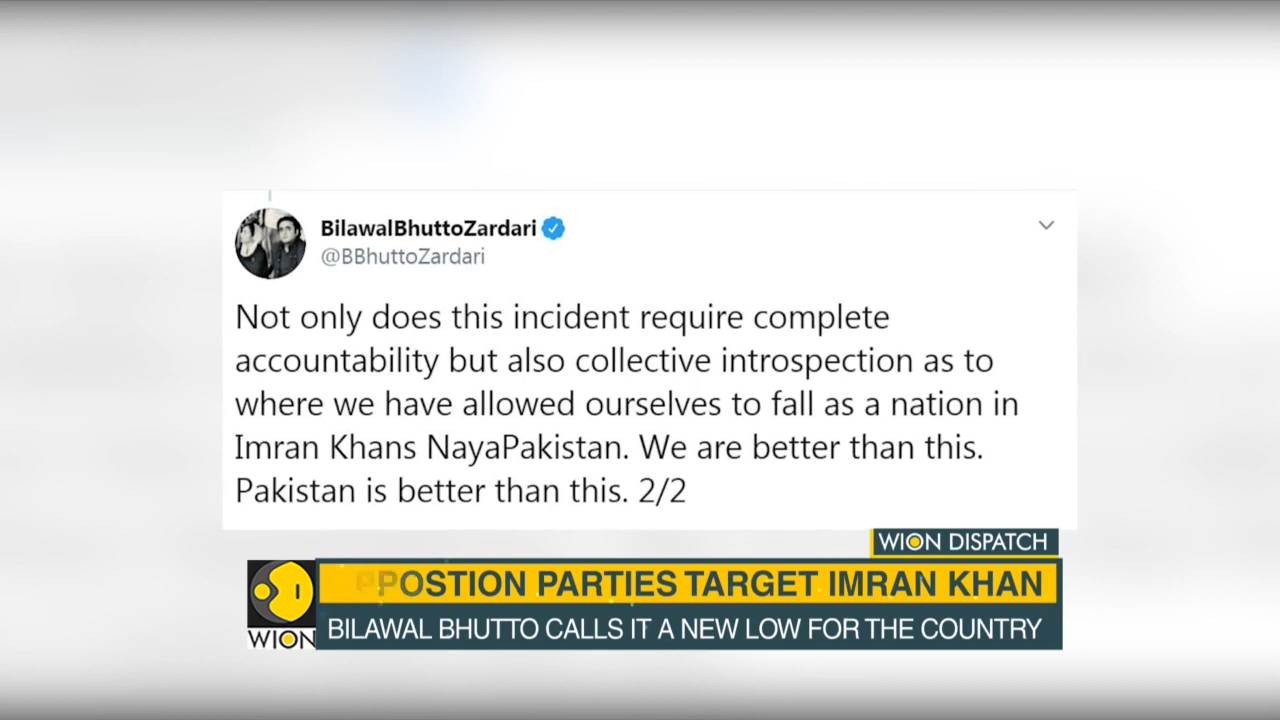 BilawalBhuttoZardari
@BBhuttoZardari
Not only does this incident require complete
accountability but also collective introspection as to
where we have allowed ourselves to fall as a nation in
Imran Khans NayaPakistan. We are better than this.
Pakistan is better than this. 2/2
WION DISPATCH
PPOSTION PARTIES TARGET IMRAN KHAN
BILAWAL BHUTTO CALLS IT A NEW LOW FOR THE COUNTRY
WION